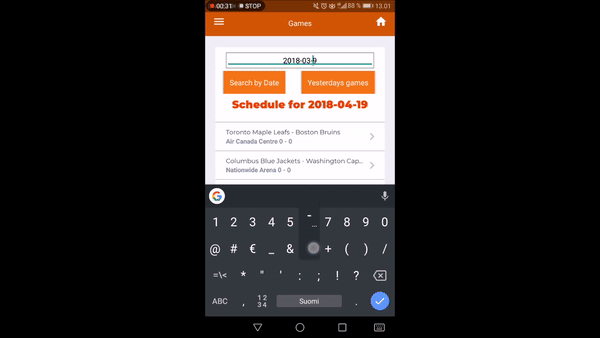 00:31 STOP 88 % 13.01
Games
2018-03-9
Search by Date Yesterdays games
Schedule for 2018-04-19
Toronto Maple Leafs - Boston Bruins
Air Canada Centre 0 - 0
Columbus Blue Jackets - Washington Cap...
Nationwide Arena 0 - 0
G
1 2 3 4 5 - ... 7 8 9 0
@ # € _ & + ( ) /
=\< * " ' : ; ! ?
ABC , 1 2 3 4 Suomi .